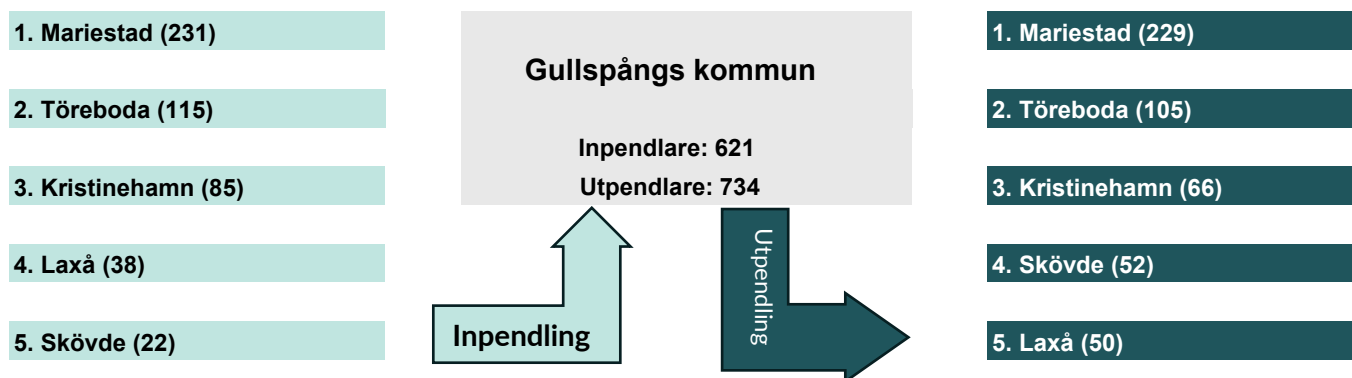 1. Mariestad (231)
2. Töreboda (115)
3. Kristinehamn (85)
4. Laxå (38)
5. Skövde (22)
Gullspångs kommun
Inpendlare: 621
Utpendlare: 734
Inpendling
Utpendling
1. Mariestad (229)
2. Töreboda (105)
3. Kristinehamn (66)
4. Skövde (52)
5. Laxå (50)